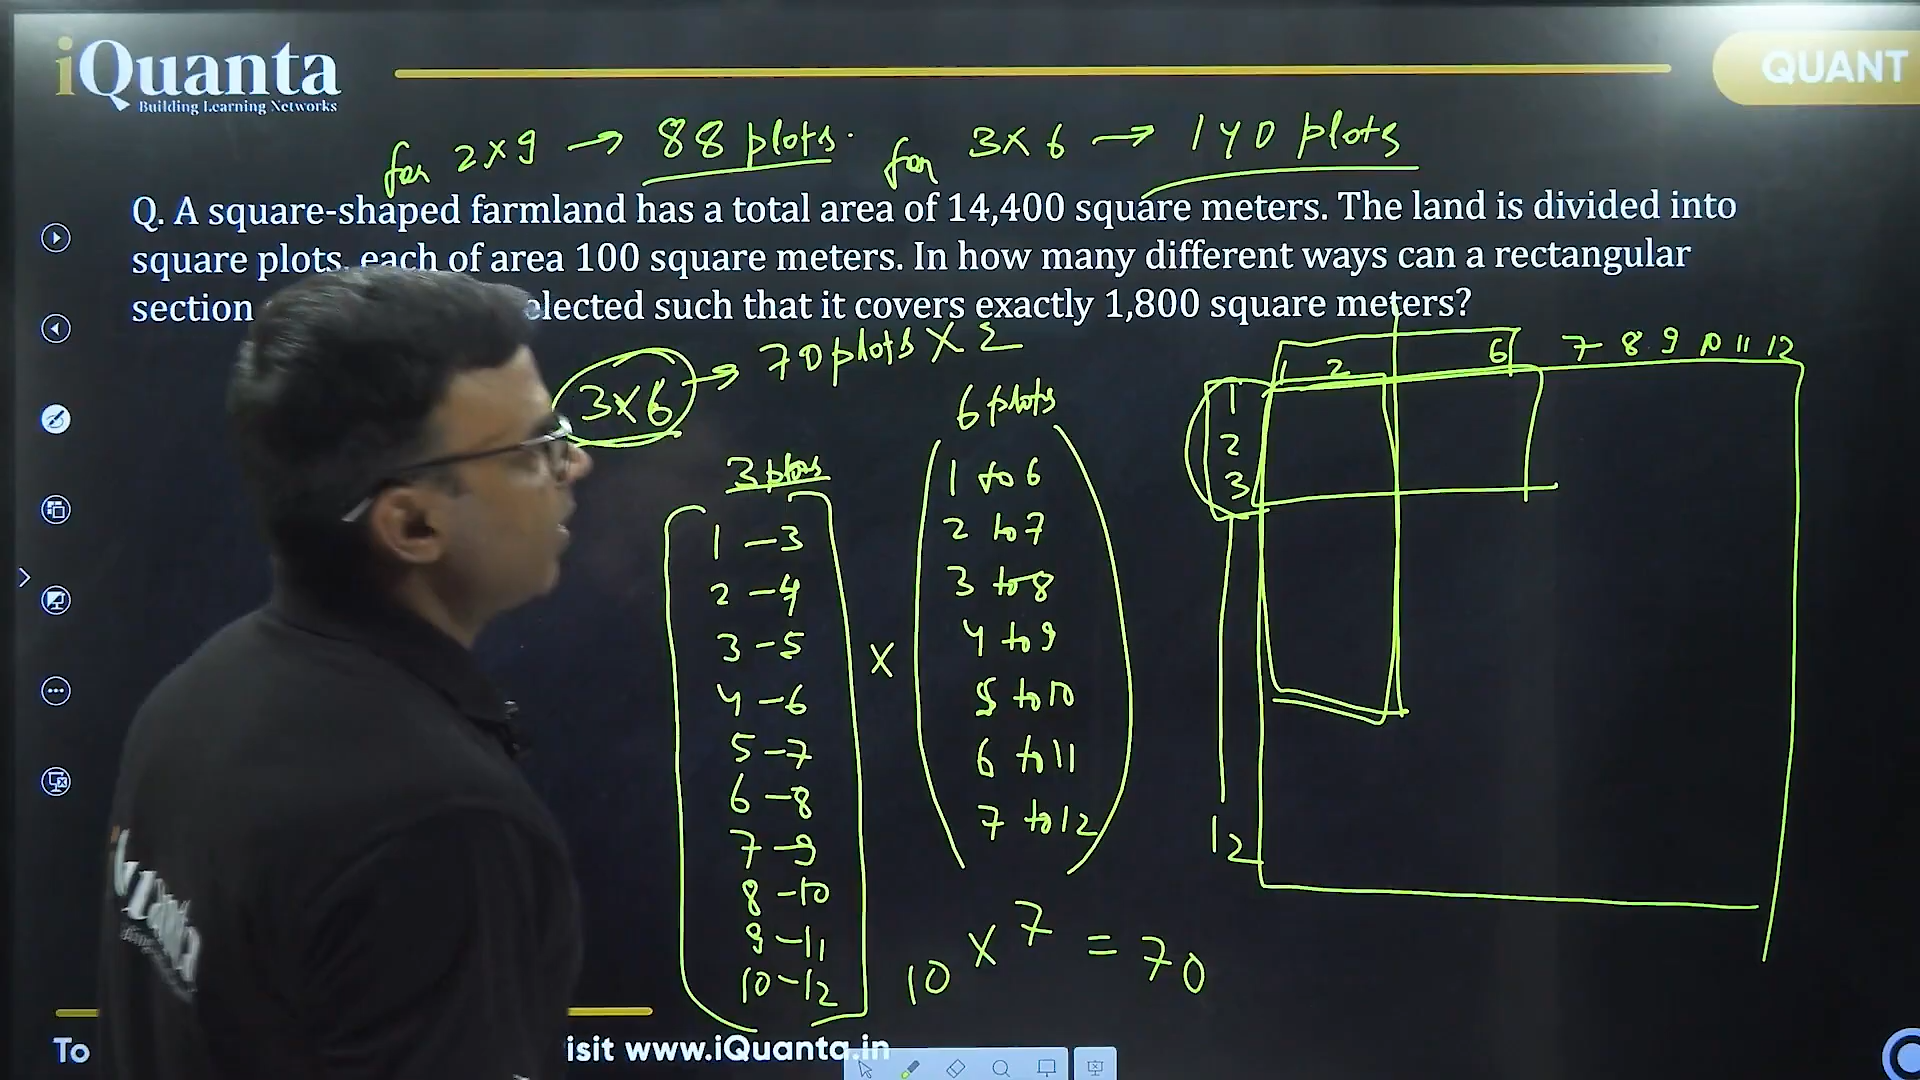 iQuanta
Building Learning Networks
QUANT
for 2×9 → 88 plots. for 3×6 → 140 plots
Q. A square-shaped farmland has a total area of 14,400 square meters. The land is divided into
square plots, each of area 100 square meters. In how many different ways can a rectangular
section elected such that it covers exactly 1,800 square meters?
3×6 → 70 plots × 2
3 plots
1 – 3
2 – 4
3 – 5
4 – 6
5 – 7
6 – 8
7 – 9
8 – 10
9 – 11
10 – 12
×
6 plots
1 to 6
2 to 7
3 to 8
4 to 9
5 to 10
6 to 11
7 to 12
10 × 7 = 70
1 2 6 7 8 9 10 11 12
1
2
3
12
To isit www.iQuanta.in